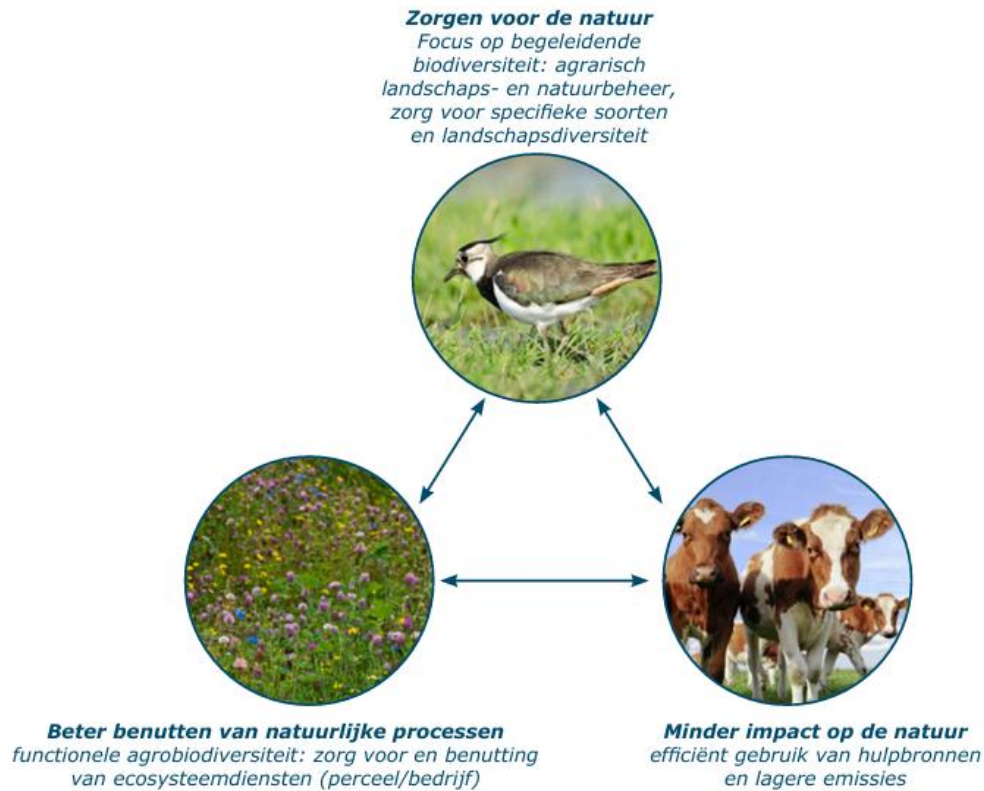 Zorgen voor de natuur
Focus op begeleidende
biodiversiteit: agrarisch
landschaps- en natuurbeheer,
zorg voor specifieke soorten
en landschapsdiversiteit
Beter benutten van natuurlijke processen
functionele agrobiodiversiteit: zorg voor en benutting
van ecosysteemdiensten (perceel/bedrijf)
Minder impact op de natuur
efficiënt gebruik van hulpbronnen
en lagere emissies